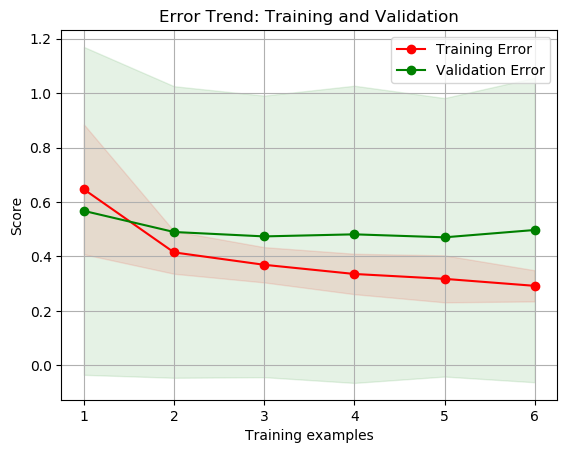 Error Trend: Training and Validation
Training Error
Validation Error
Score
1.2
1.0
0.8
0.6
0.4
0.2
0.0
1 2 3 4 5 6
Training examples